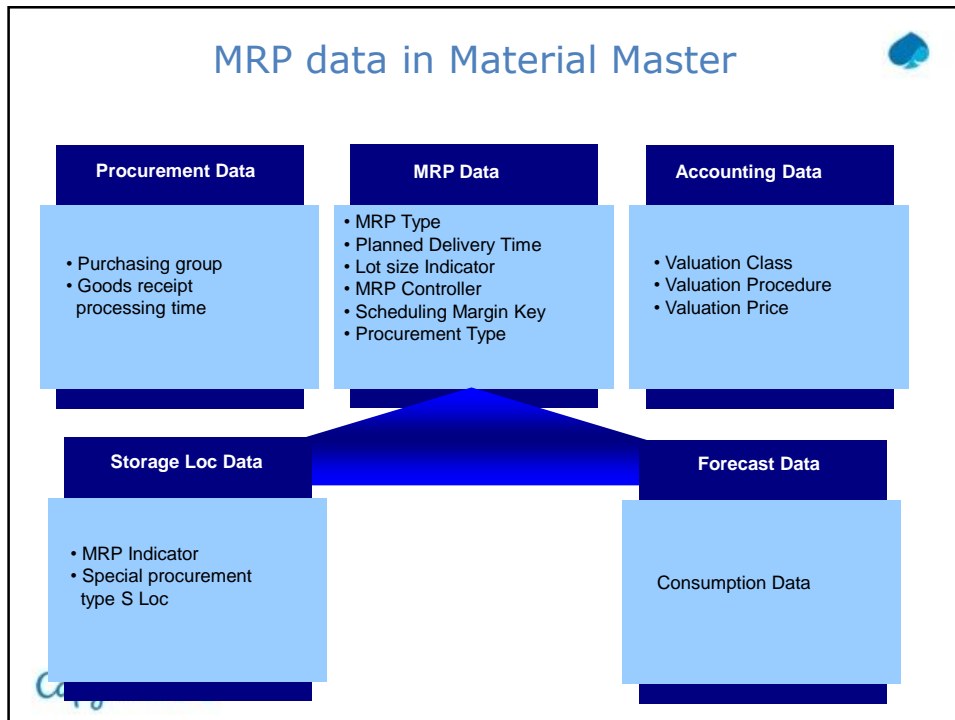 MRP data in Material Master
Procurement Data
• Purchasing group
• Goods receipt
processing time
MRP Data
• MRP Type
• Planned Delivery Time
• Lot size Indicator
• MRP Controller
• Scheduling Margin Key
• Procurement Type
Accounting Data
• Valuation Class
• Valuation Procedure
• Valuation Price
Storage Loc Data
• MRP Indicator
• Special procurement
type S Loc
Forecast Data
Consumption Data